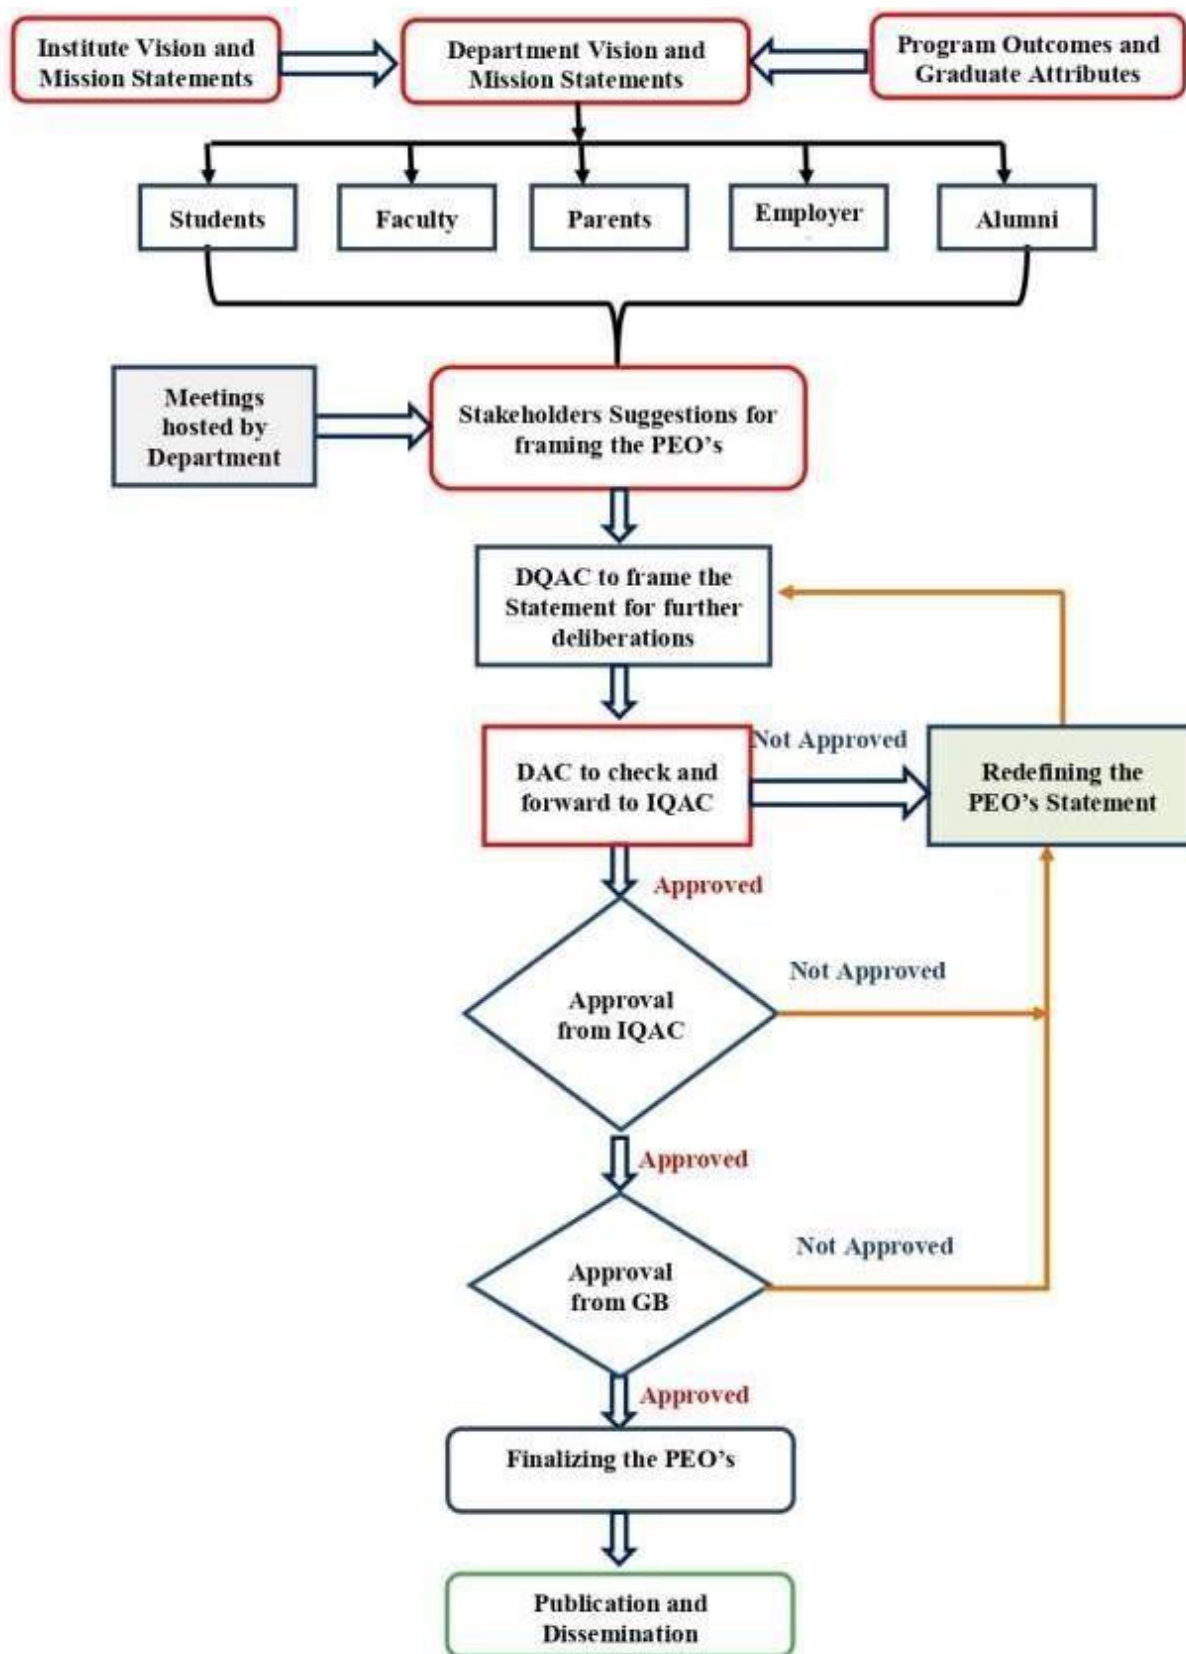 Institute Vision and
Mission Statements
Department Vision and
Mission Statements
Program Outcomes and
Graduate Attributes
Students
Faculty
Parents
Employer
Alumni
Meetings
hosted by
Department
Stakeholders Suggestions for
framing the PEO's
DQAC to frame the
Statement for further
deliberations
DAC to check and
forward to IQAC
Not Approved
Redefining the
PEO's Statement
Approved
Approval
from IQAC
Not Approved
Approved
Approval
from GB
Not Approved
Approved
Finalizing the PEO's
Publication and
Dissemination